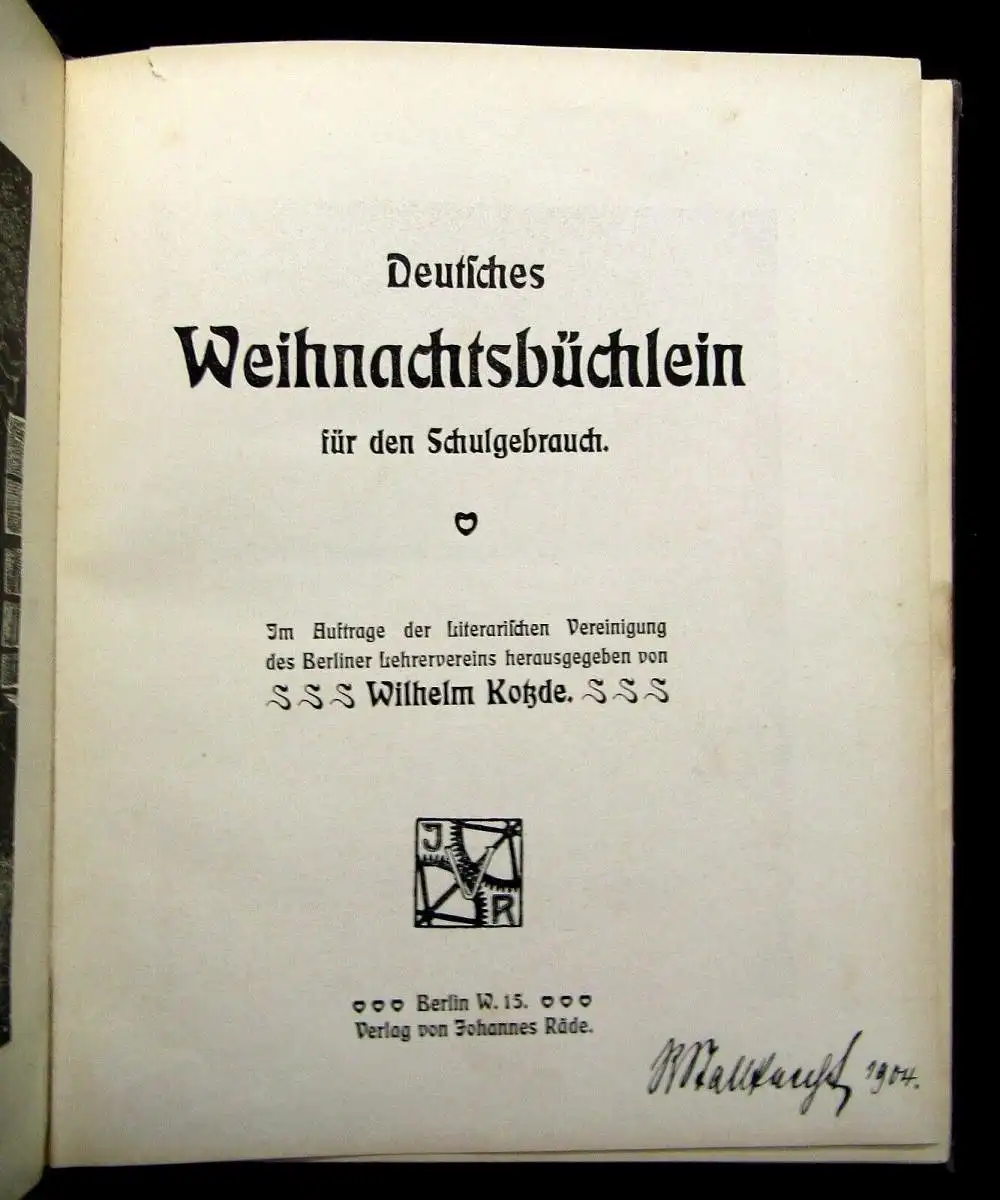 Deutſches
Weihnachtsbüchlein
für den Schulgebrauch.
Im Auftrage der Literariſchen Vereinigung
des Berliner Lehrervereins herausgegeben von
Wilhelm Kotzde.
J V R
Berlin W. 15.
Verlag von Johannes Räde.
1904.